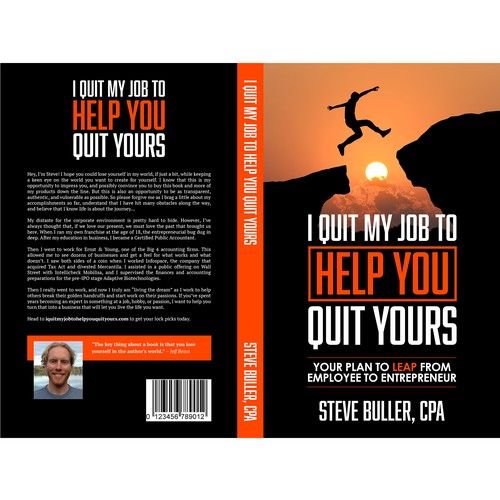 I QUIT MY JOB TO
HELP YOU
QUIT YOURS
Hey, I'm Steve! I hope you could lose yourself in my world, if just a bit, while keeping
a keen eye on the world you want to create for yourself. I know that this is my
opportunity to impress you, and possibly convince you to buy this book and more of
my products down the line. But this is also an opportunity to be as transparent,
authentic, and vulnerable as possible. So please forgive me as I brag a little about my
accomplishments so far, understand that I have hit many obstacles along the way,
and believe that I know life is about the journey…
My distaste for the corporate environment is pretty hard to hide. However, I've
always thought that, if we love our present, we must love the past that brought us
here. When I ran my own franchise at the age of 18, the entrepreneurial bug dug in
deep. After my education in business, I became a Certified Public Accountant.
Then I went to work for Ernst & Young, one of the Big 4 accounting firms. This
allowed me to see dozens of businesses and get a feel for what works and what
doesn't. I saw both sides of a coin when I worked Infospace, the company that
acquired Tax Act and divested Mercantila. I assisted in a public offering on Wall
Street with Intelicheck Mobilisa, and I supervised the finances and accounting
preparations for the pre-IPO stage Adaptive Biotechnologies.
Then I really went to work, and now I truly am "living the dream" as I work to help
others break their golden handcuffs and start work on their passions. If you've spent
years becoming an expert in something at a job, hobby, or passion, I want to help you
turn that into a business that will let you live the life you want.
Head to iquitmyjobtohelpyouquityours.com to get your lock picks today.
"The key thing about a book is that you lose
yourself in the author's world." - Jeff Bezos
0 123456 789012
I QUIT MY JOB TO HELP YOU QUIT YOURS
STEVE BULLER, CPA
I QUIT MY JOB TO
HELP YOU
QUIT YOURS
YOUR PLAN TO LEAP FROM
EMPLOYEE TO ENTREPRENEUR
STEVE BULLER, CPA